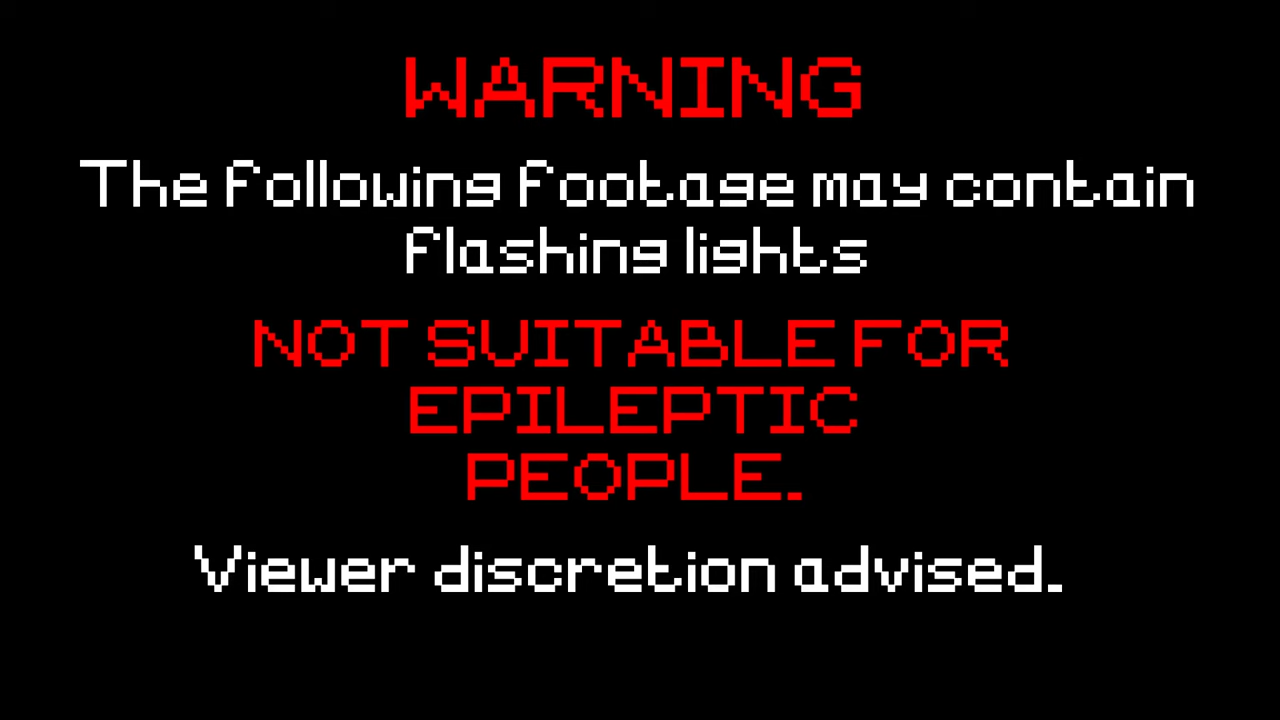 WARNING
The following footage may contain
flashing lights
NOT SUITABLE FOR
EPILEPTIC
PEOPLE.
Viewer discretion advised.